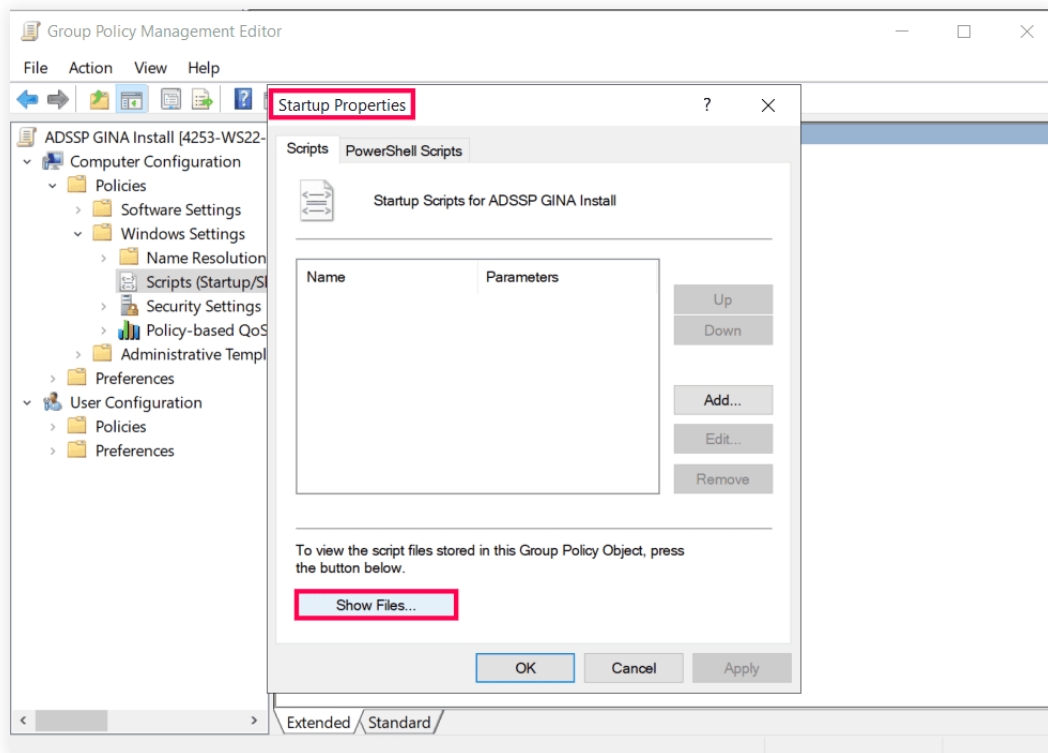 Group Policy Management Editor
File Action View Help
Startup Properties
?
ADSSP GINA Install [4253-WS22-
Computer Configuration
Policies
Software Settings
Windows Settings
Name Resolution
Scripts (Startup/Sl
Security Settings
Policy-based QoS
Administrative Templ
Preferences
User Configuration
Policies
Preferences
Scripts PowerShell Scripts
Startup Scripts for ADSSP GINA Install
Name Parameters
Up
Down
Add...
Edit...
Remove
To view the script files stored in this Group Policy Object, press
the button below.
Show Files...
OK Cancel Apply
Extended Standard